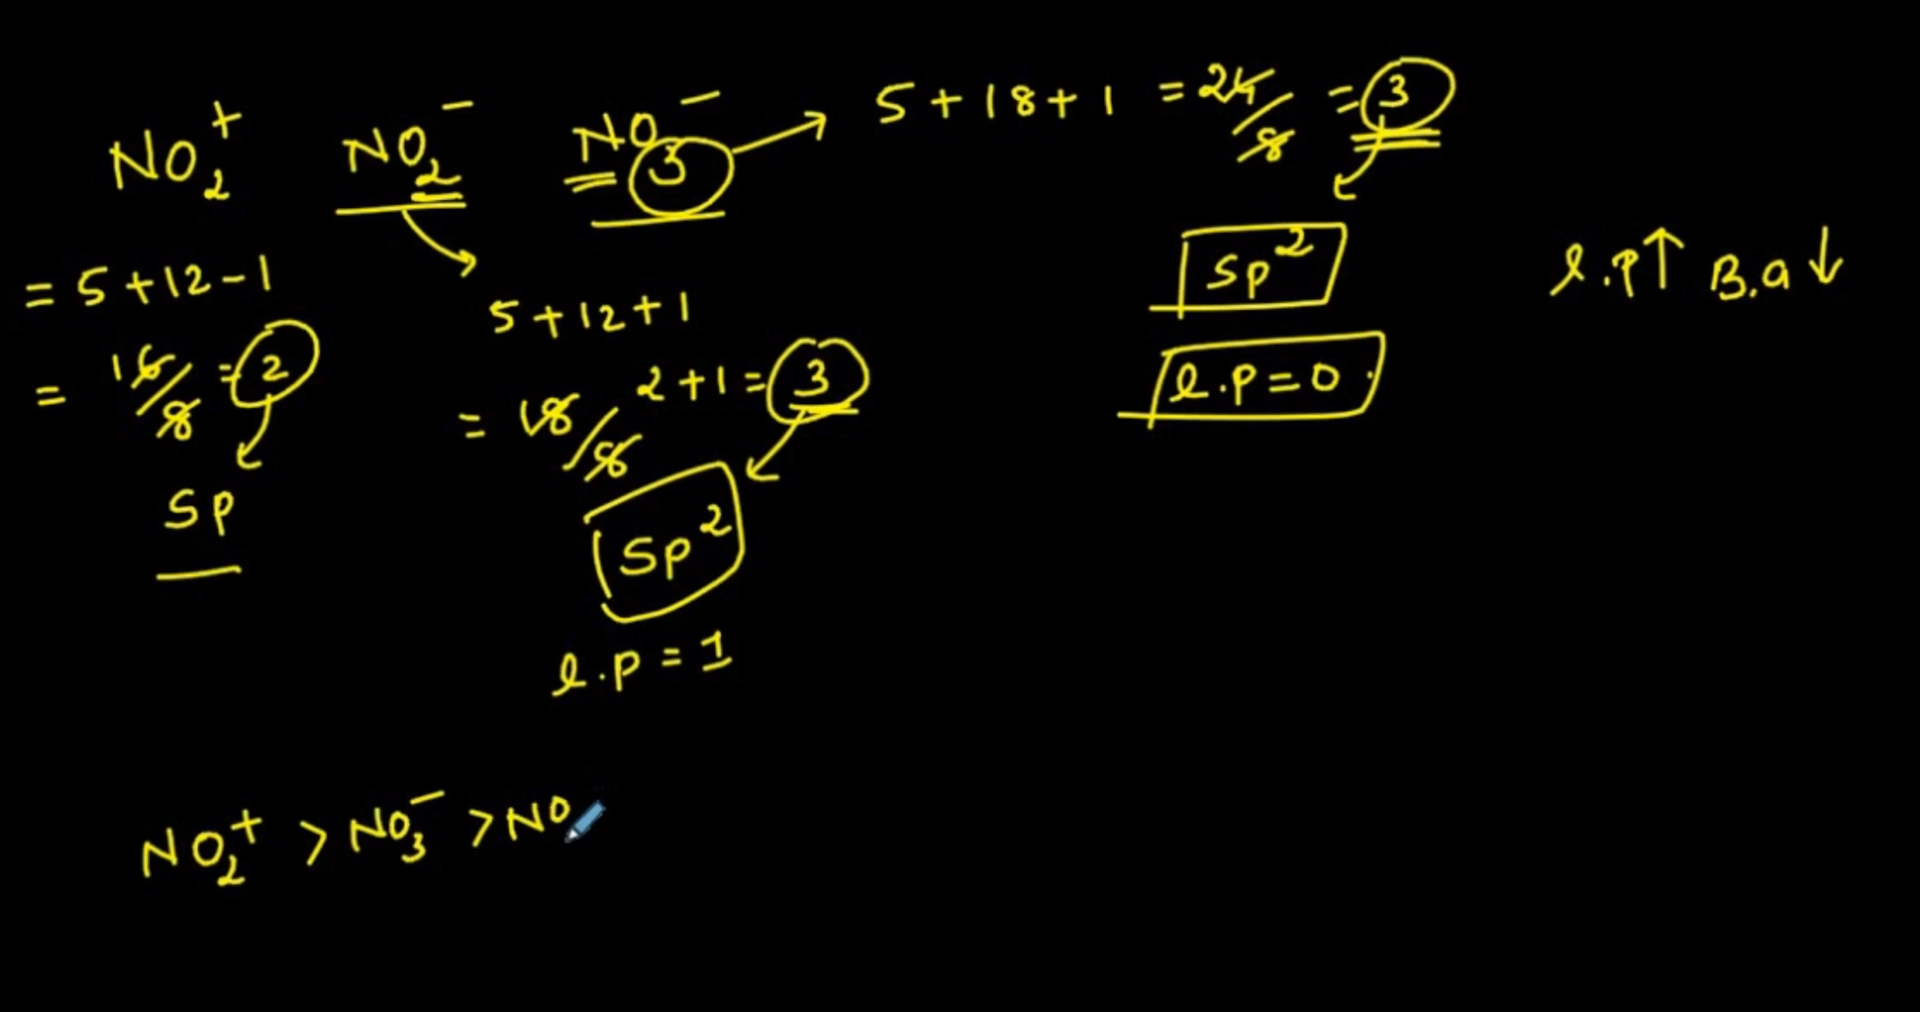 NO₂⁺ NO₂⁻ NO₃⁻ → 5 + 18 + 1 = 24/8 = 3
sp²
l.p↑ B.a↓
l.p = 0
= 5 + 12 - 1
= 16/8 = 2
sp
5 + 12 + 1
= 18/8 2 + 1 = 3
sp²
l.p = 1
NO₂⁺ > NO₃⁻ > NO